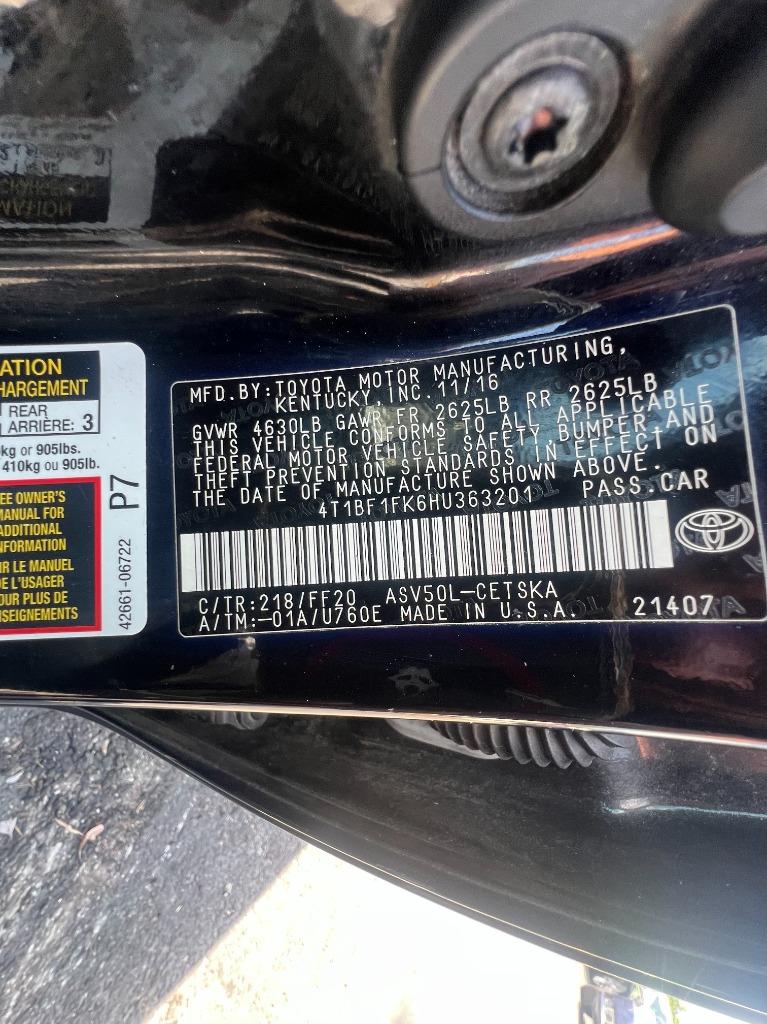 ATION
HARGEMENT
REAR
ARRIÈRE: 3
kg or 905lbs.
410kg ou 905lb.
EE OWNER'S
MANUAL FOR
ADDITIONAL
NFORMATION
IR LE MANUEL
DE L'USAGER
OUR PLUS DE
SEIGNEMENTS
P7
42661-06722
MFD.BY:TOYOTA MOTOR MANUFACTURING,
KENTUCKY, INC. 11/16
GVWR 4630LB GAWR FR 2625LB RR 2625LB
THIS VEHICLE CONFORMS TO ALL APPLICABLE
FEDERAL MOTOR VEHICLE SAFETY,BUMPER,AND
THEFT PREVENTION STANDARDS IN EFFECT ON
THE DATE OF MANUFACTURE SHOWN ABOVE.
4T1BF1FK6HU363201 PASS.CAR
C/TR:218/FF20 ASV50L-CETSKA
A/TM:-01A/U760E MADE IN U.S.A. 21407